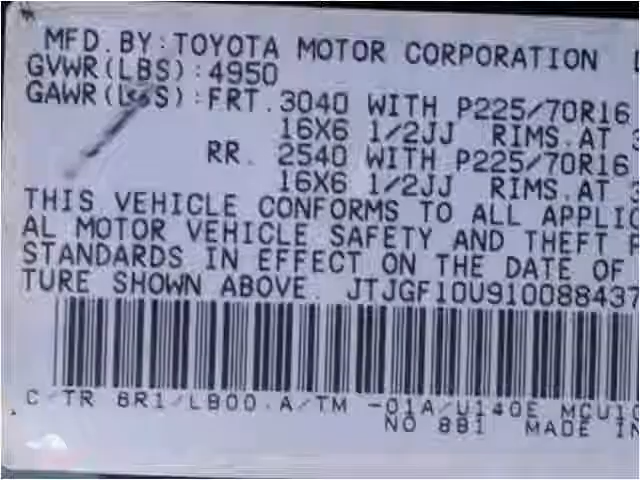 MFD.BY:TOYOTA MOTOR CORPORATION
GVWR(LBS):4950
GAWR(LBS):FRT.3040 WITH P225/70R16
16X6 1/2JJ RIMS.AT
RR. 2540 WITH P225/70R16
16X6 1/2JJ RIMS.AT
THIS VEHICLE CONFORMS TO ALL APPLIC
AL MOTOR VEHICLE SAFETY AND THEFT P
STANDARDS IN EFFECT ON THE DATE OF
TURE SHOWN ABOVE. JTJGF10U910088437
C/TR 6R1/LB00.A/TM -01A/U140E MCU10
NO 881 MADE IN